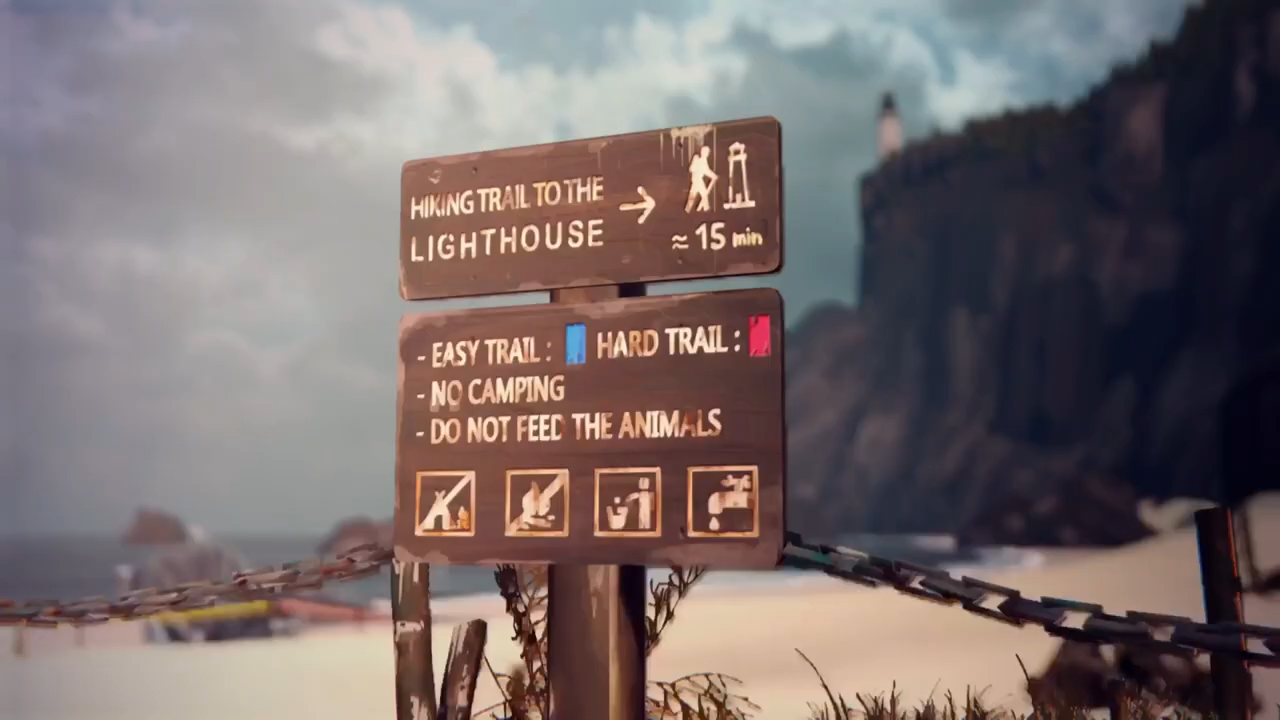 HIKING TRAIL TO THE
LIGHTHOUSE →
≈ 15 min
- EASY TRAIL : HARD TRAIL :
- NO CAMPING
- DO NOT FEED THE ANIMALS